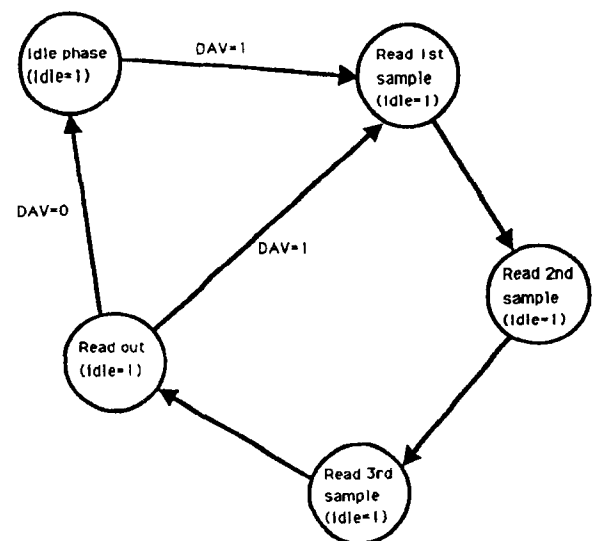 Idle phase
(Idle=1)
DAV=1
Read 1st
sample
(Idle=1)
DAV=0
DAV=1
Read 2nd
sample
(Idle=1)
Read out
(Idle=1)
Read 3rd
sample
(Idle=1)